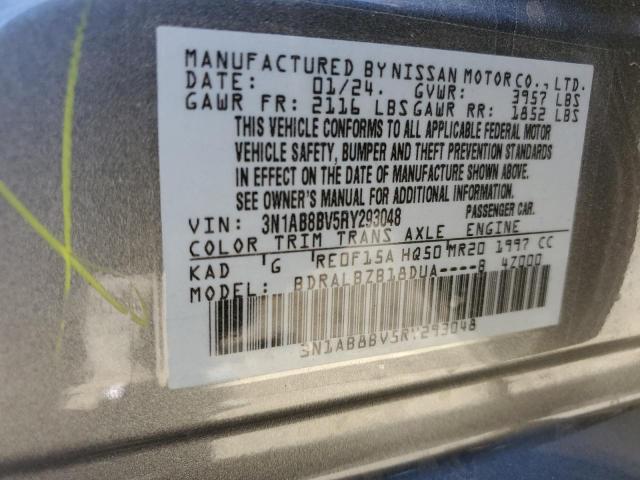 MANUFACTURED BY NISSAN MOTOR CO., LTD.
DATE: 01/24. GVWR: 3957 LBS
GAWR FR: 2116 LBS GAWR RR: 1852 LBS
THIS VEHICLE CONFORMS TO ALL APPLICABLE FEDERAL MOTOR
VEHICLE SAFETY, BUMPER AND THEFT PREVENTION STANDARDS
IN EFFECT ON THE DATE OF MANUFACTURE SHOWN ABOVE.
SEE OWNER'S MANUAL FOR ADDITIONAL INFORMATION.
VIN: 3N1AB8BV5RY293048 PASSENGER CAR.
COLOR TRIM TRANS AXLE ENGINE
KAD G RE0F15A HQ50 MR20 1997 CC
MODEL: BDRALBZB18DUA----B 47000
3N1AB8BV5RY293048